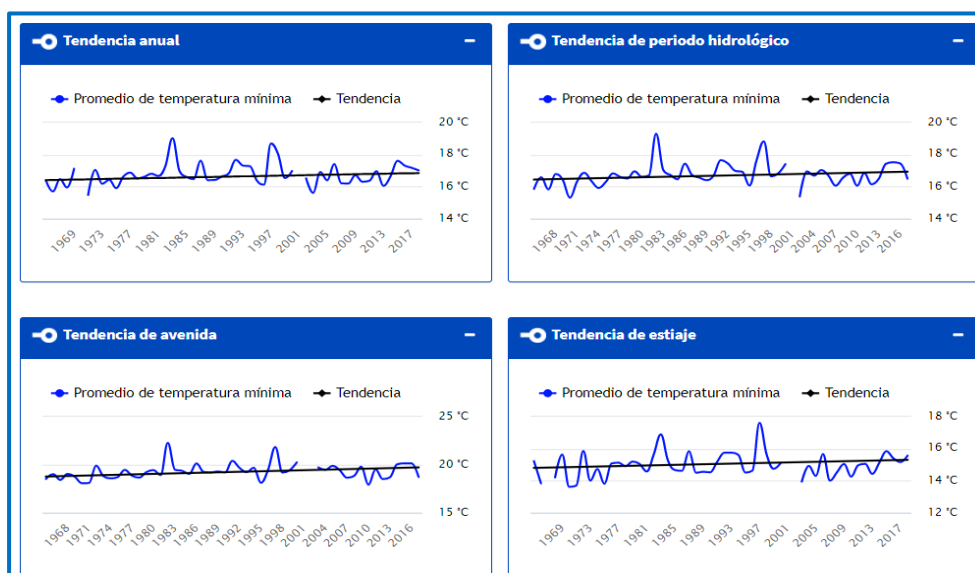 Tendencia anual
Promedio de temperatura mínima Tendencia
20 °C
18 °C
16 °C
14 °C
1969 1973 1977 1981 1985 1989 1993 1997 2001 2005 2009 2013 2017
Tendencia de periodo hidrológico
Promedio de temperatura mínima Tendencia
20 °C
18 °C
16 °C
14 °C
1968 1971 1974 1977 1980 1983 1986 1989 1992 1995 1998 2001 2004 2007 2010 2013 2016
Tendencia de avenida
Promedio de temperatura mínima Tendencia
25 °C
20 °C
15 °C
1968 1971 1974 1977 1980 1983 1986 1989 1992 1995 1998 2001 2004 2007 2010 2013 2016
Tendencia de estiaje
Promedio de temperatura mínima Tendencia
18 °C
16 °C
14 °C
12 °C
1969 1973 1977 1981 1985 1989 1993 1997 2001 2005 2009 2013 2017